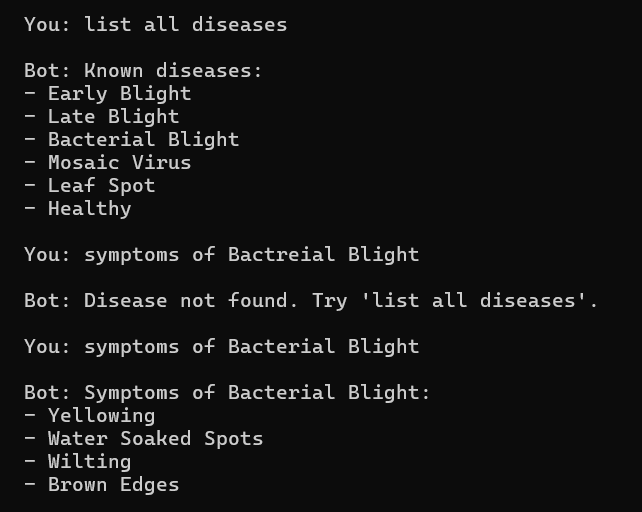 You: list all diseases
Bot: Known diseases:
- Early Blight
- Late Blight
- Bacterial Blight
- Mosaic Virus
- Leaf Spot
- Healthy
You: symptoms of Bactreial Blight
Bot: Disease not found. Try 'list all diseases'.
You: symptoms of Bacterial Blight
Bot: Symptoms of Bacterial Blight:
- Yellowing
- Water Soaked Spots
- Wilting
- Brown Edges